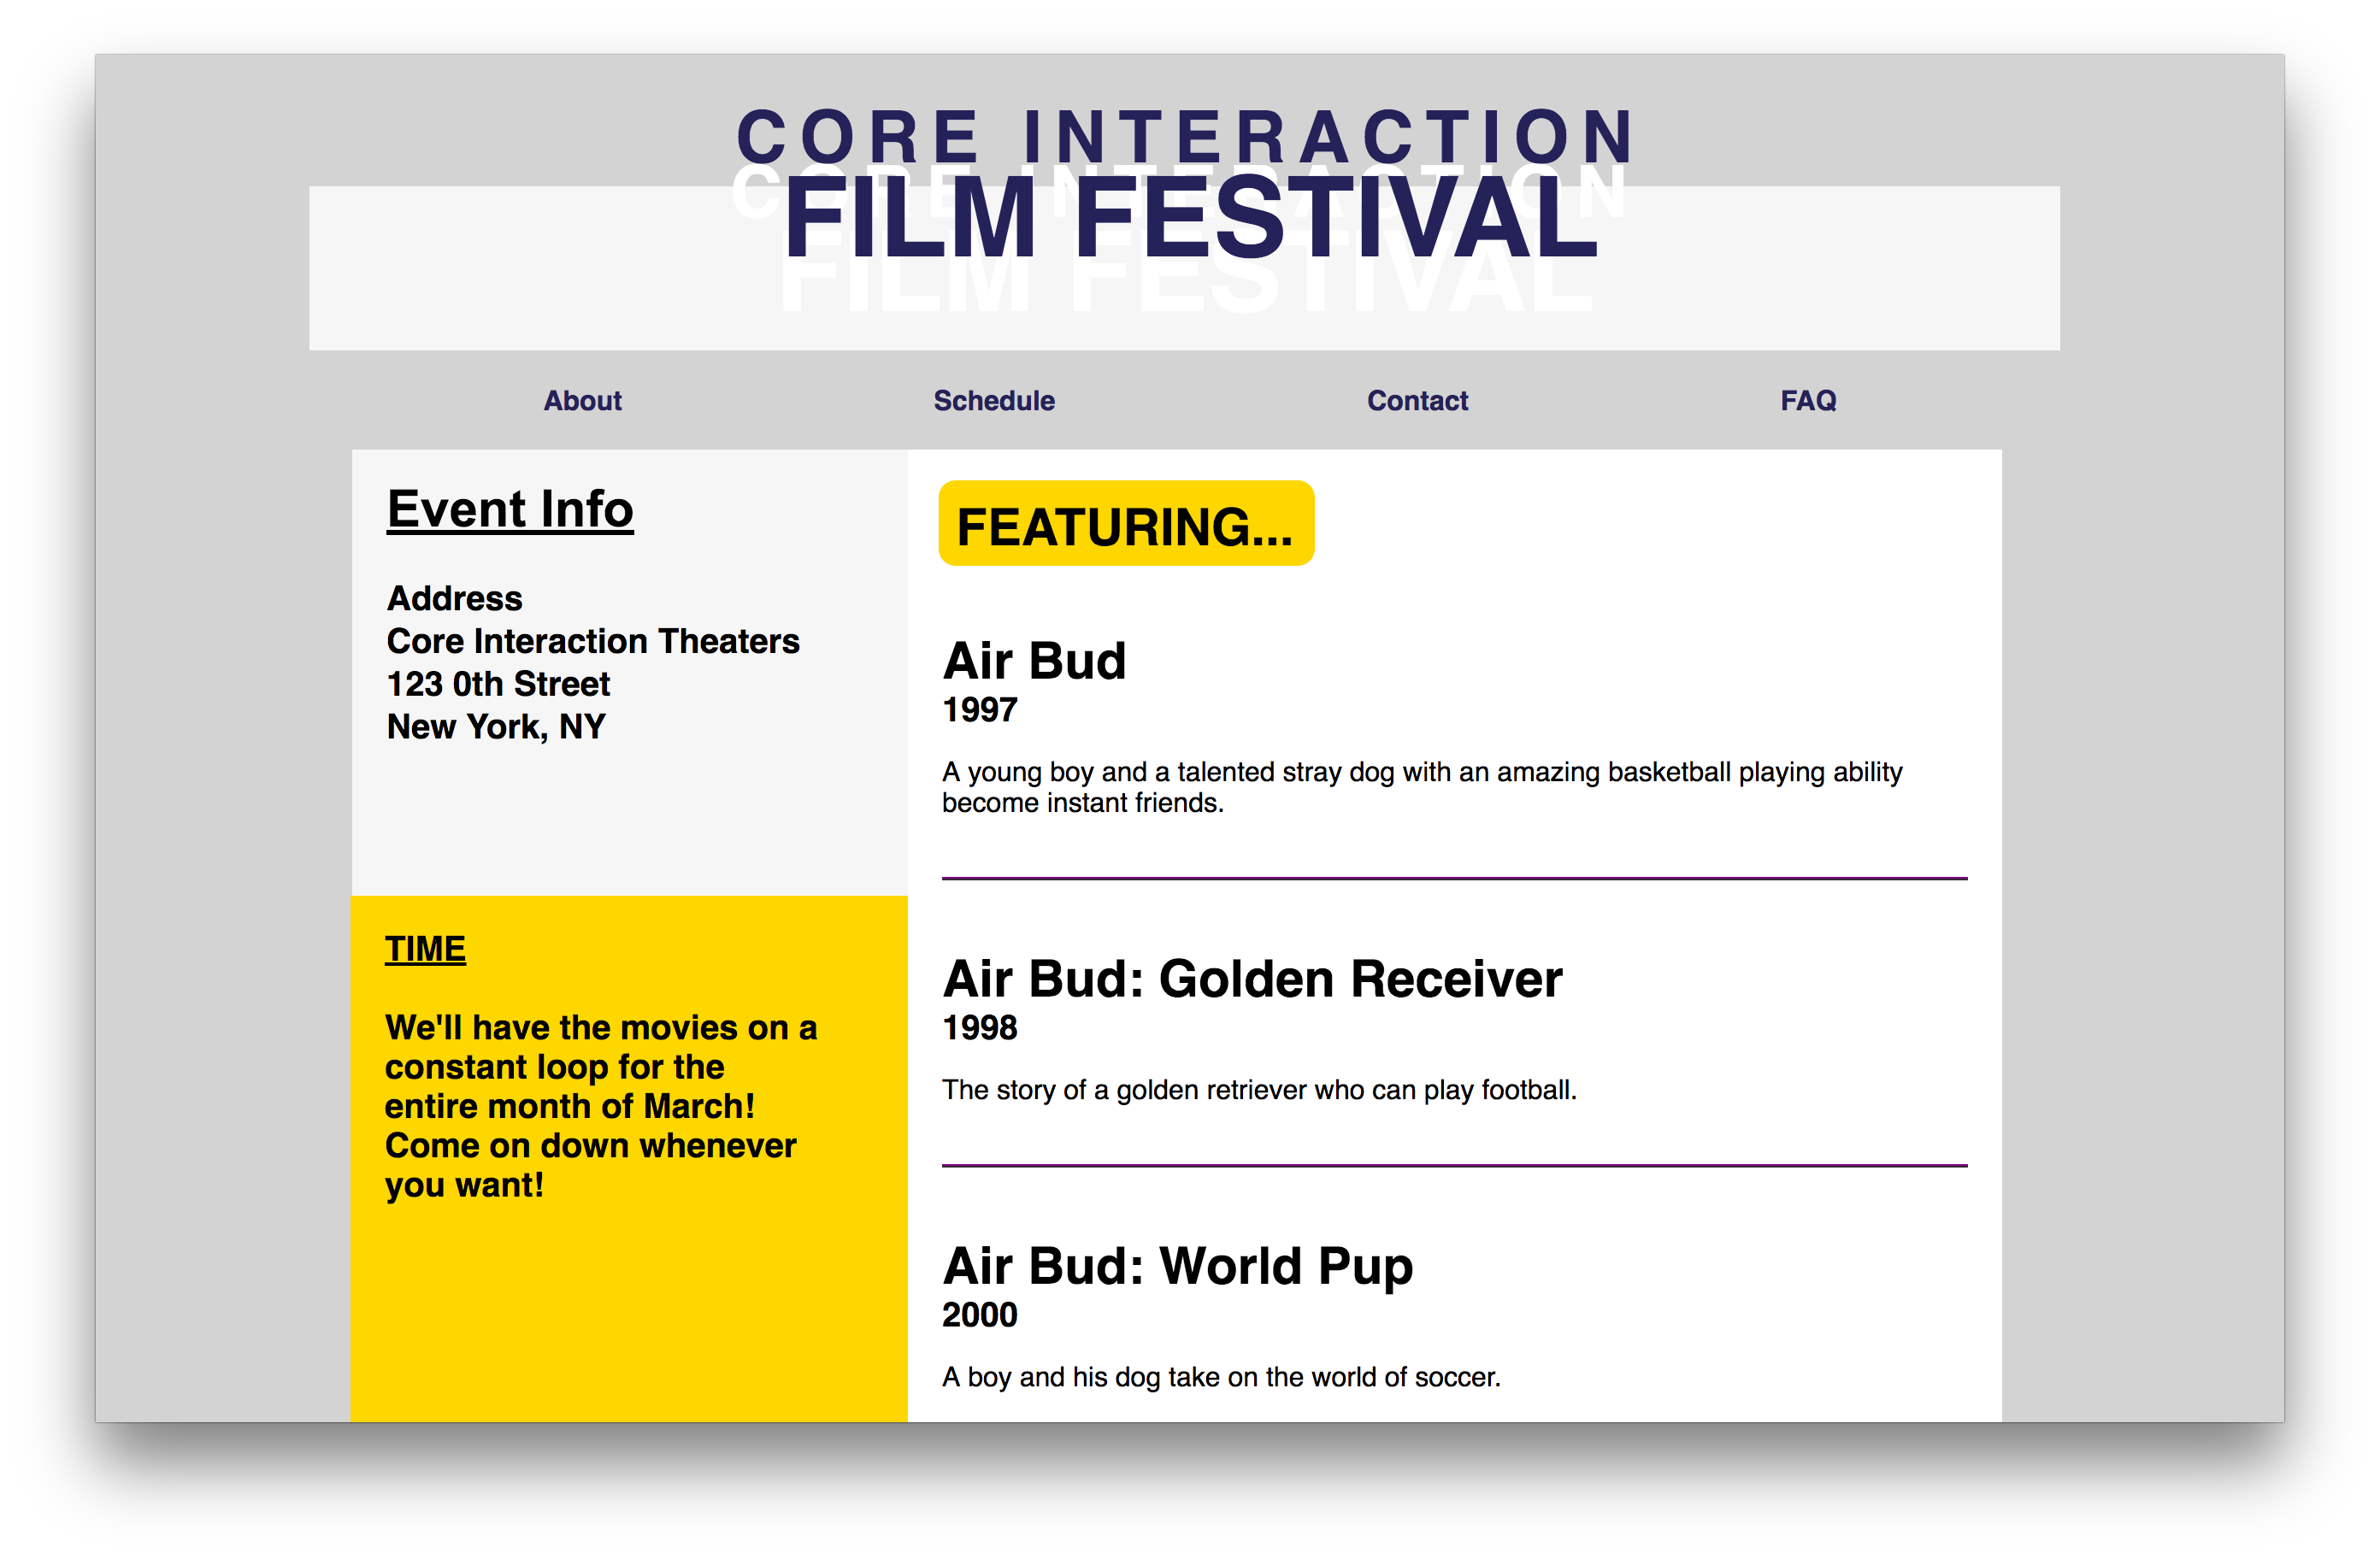 CORE INTERACTION
FILM FESTIVAL
About
Schedule
Contact
FAQ
Event Info
Address
Core Interaction Theaters
123 0th Street
New York, NY
TIME
We'll have the movies on a
constant loop for the
entire month of March!
Come on down whenever
you want!
FEATURING...
Air Bud
1997
A young boy and a talented stray dog with an amazing basketball playing ability
become instant friends.
Air Bud: Golden Receiver
1998
The story of a golden retriever who can play football.
Air Bud: World Pup
2000
A boy and his dog take on the world of soccer.